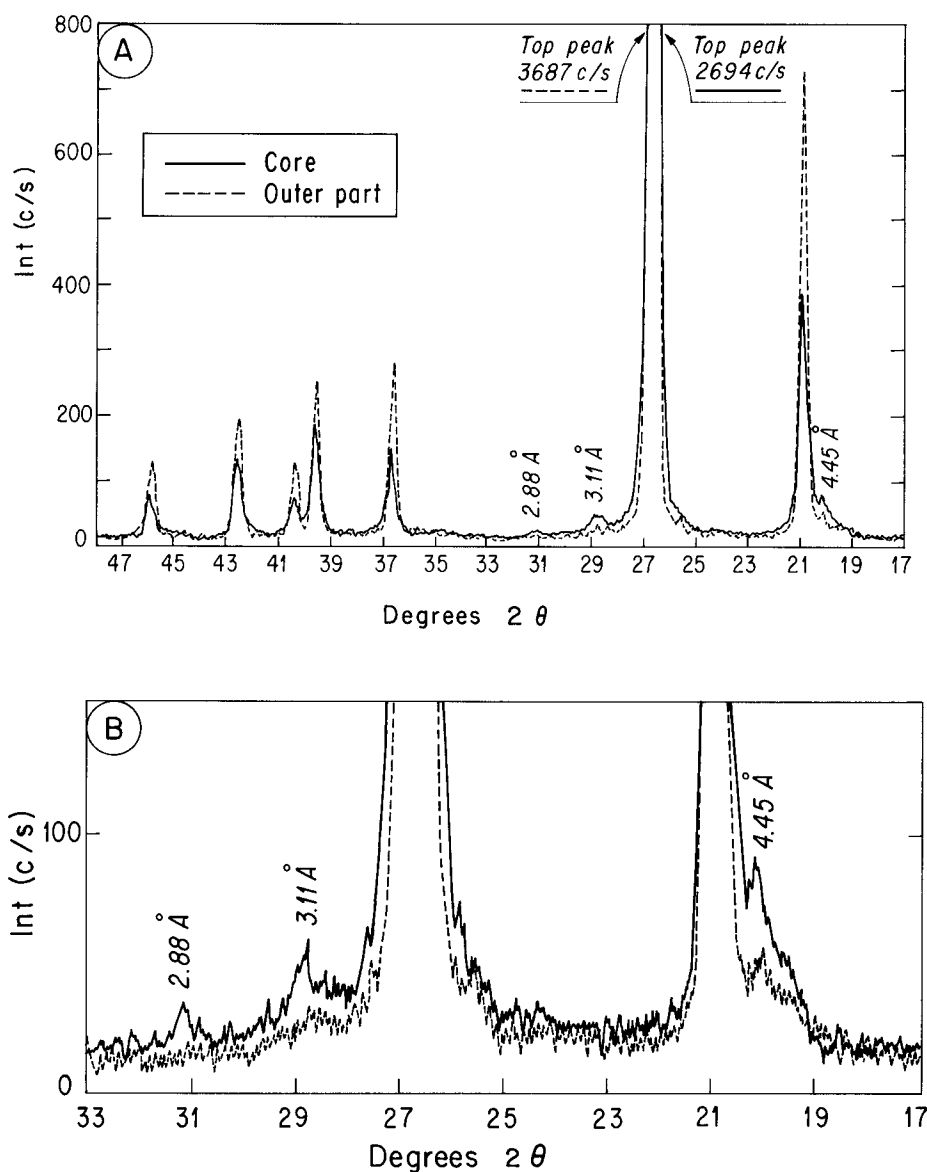 A
800
600
400
200
0
Int (c/s)
Top peak
3687 c/s
Top peak
2694 c/s
Core
Outer part
2.88 Å
3.11 Å
4.45 Å
47 45 43 41 39 37 35 33 31 29 27 25 23 21 19 17
Degrees 2 θ
B
100
0
Int (c/s)
2.88 Å
3.11 Å
4.45 Å
33 31 29 27 25 23 21 19 17
Degrees 2 θ